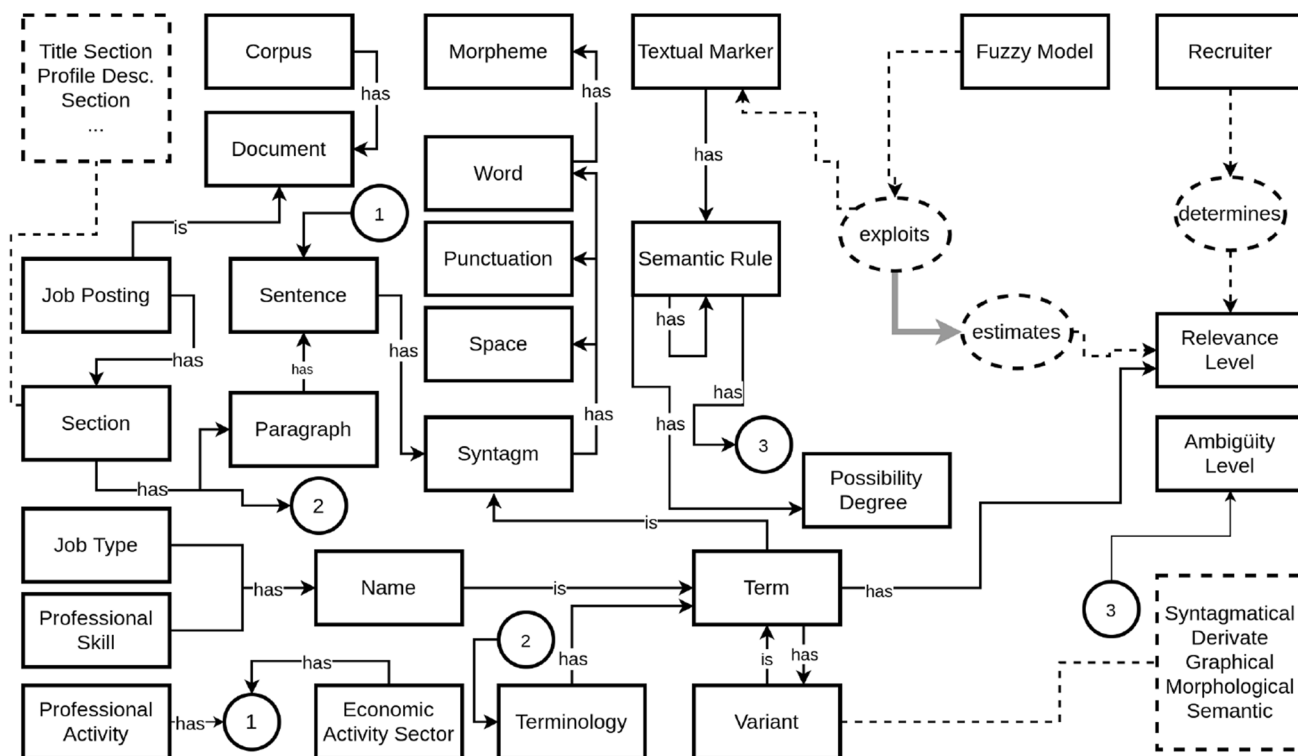 Title Section
Profile Desc.
Section
...
Corpus
has
Document
Morpheme
Textual Marker
Fuzzy Model
Recruiter
Word
has
has
1
is
exploits
determines
Job Posting
Sentence
Punctuation
Semantic Rule
has
has
has
Space
has
estimates
Relevance
Level
Section
Paragraph
Syntagm
has
has
has
3
Ambigüity
Level
has
2
Possibility
Degree
is
Job Type
Professional
Skill
has
Name
is
Term
has
3
Syntagmatical
Derivate
Graphical
Morphological
Semantic
2
has
is
has
Professional
Activity
has
1
has
Economic
Activity Sector
Terminology
Variant